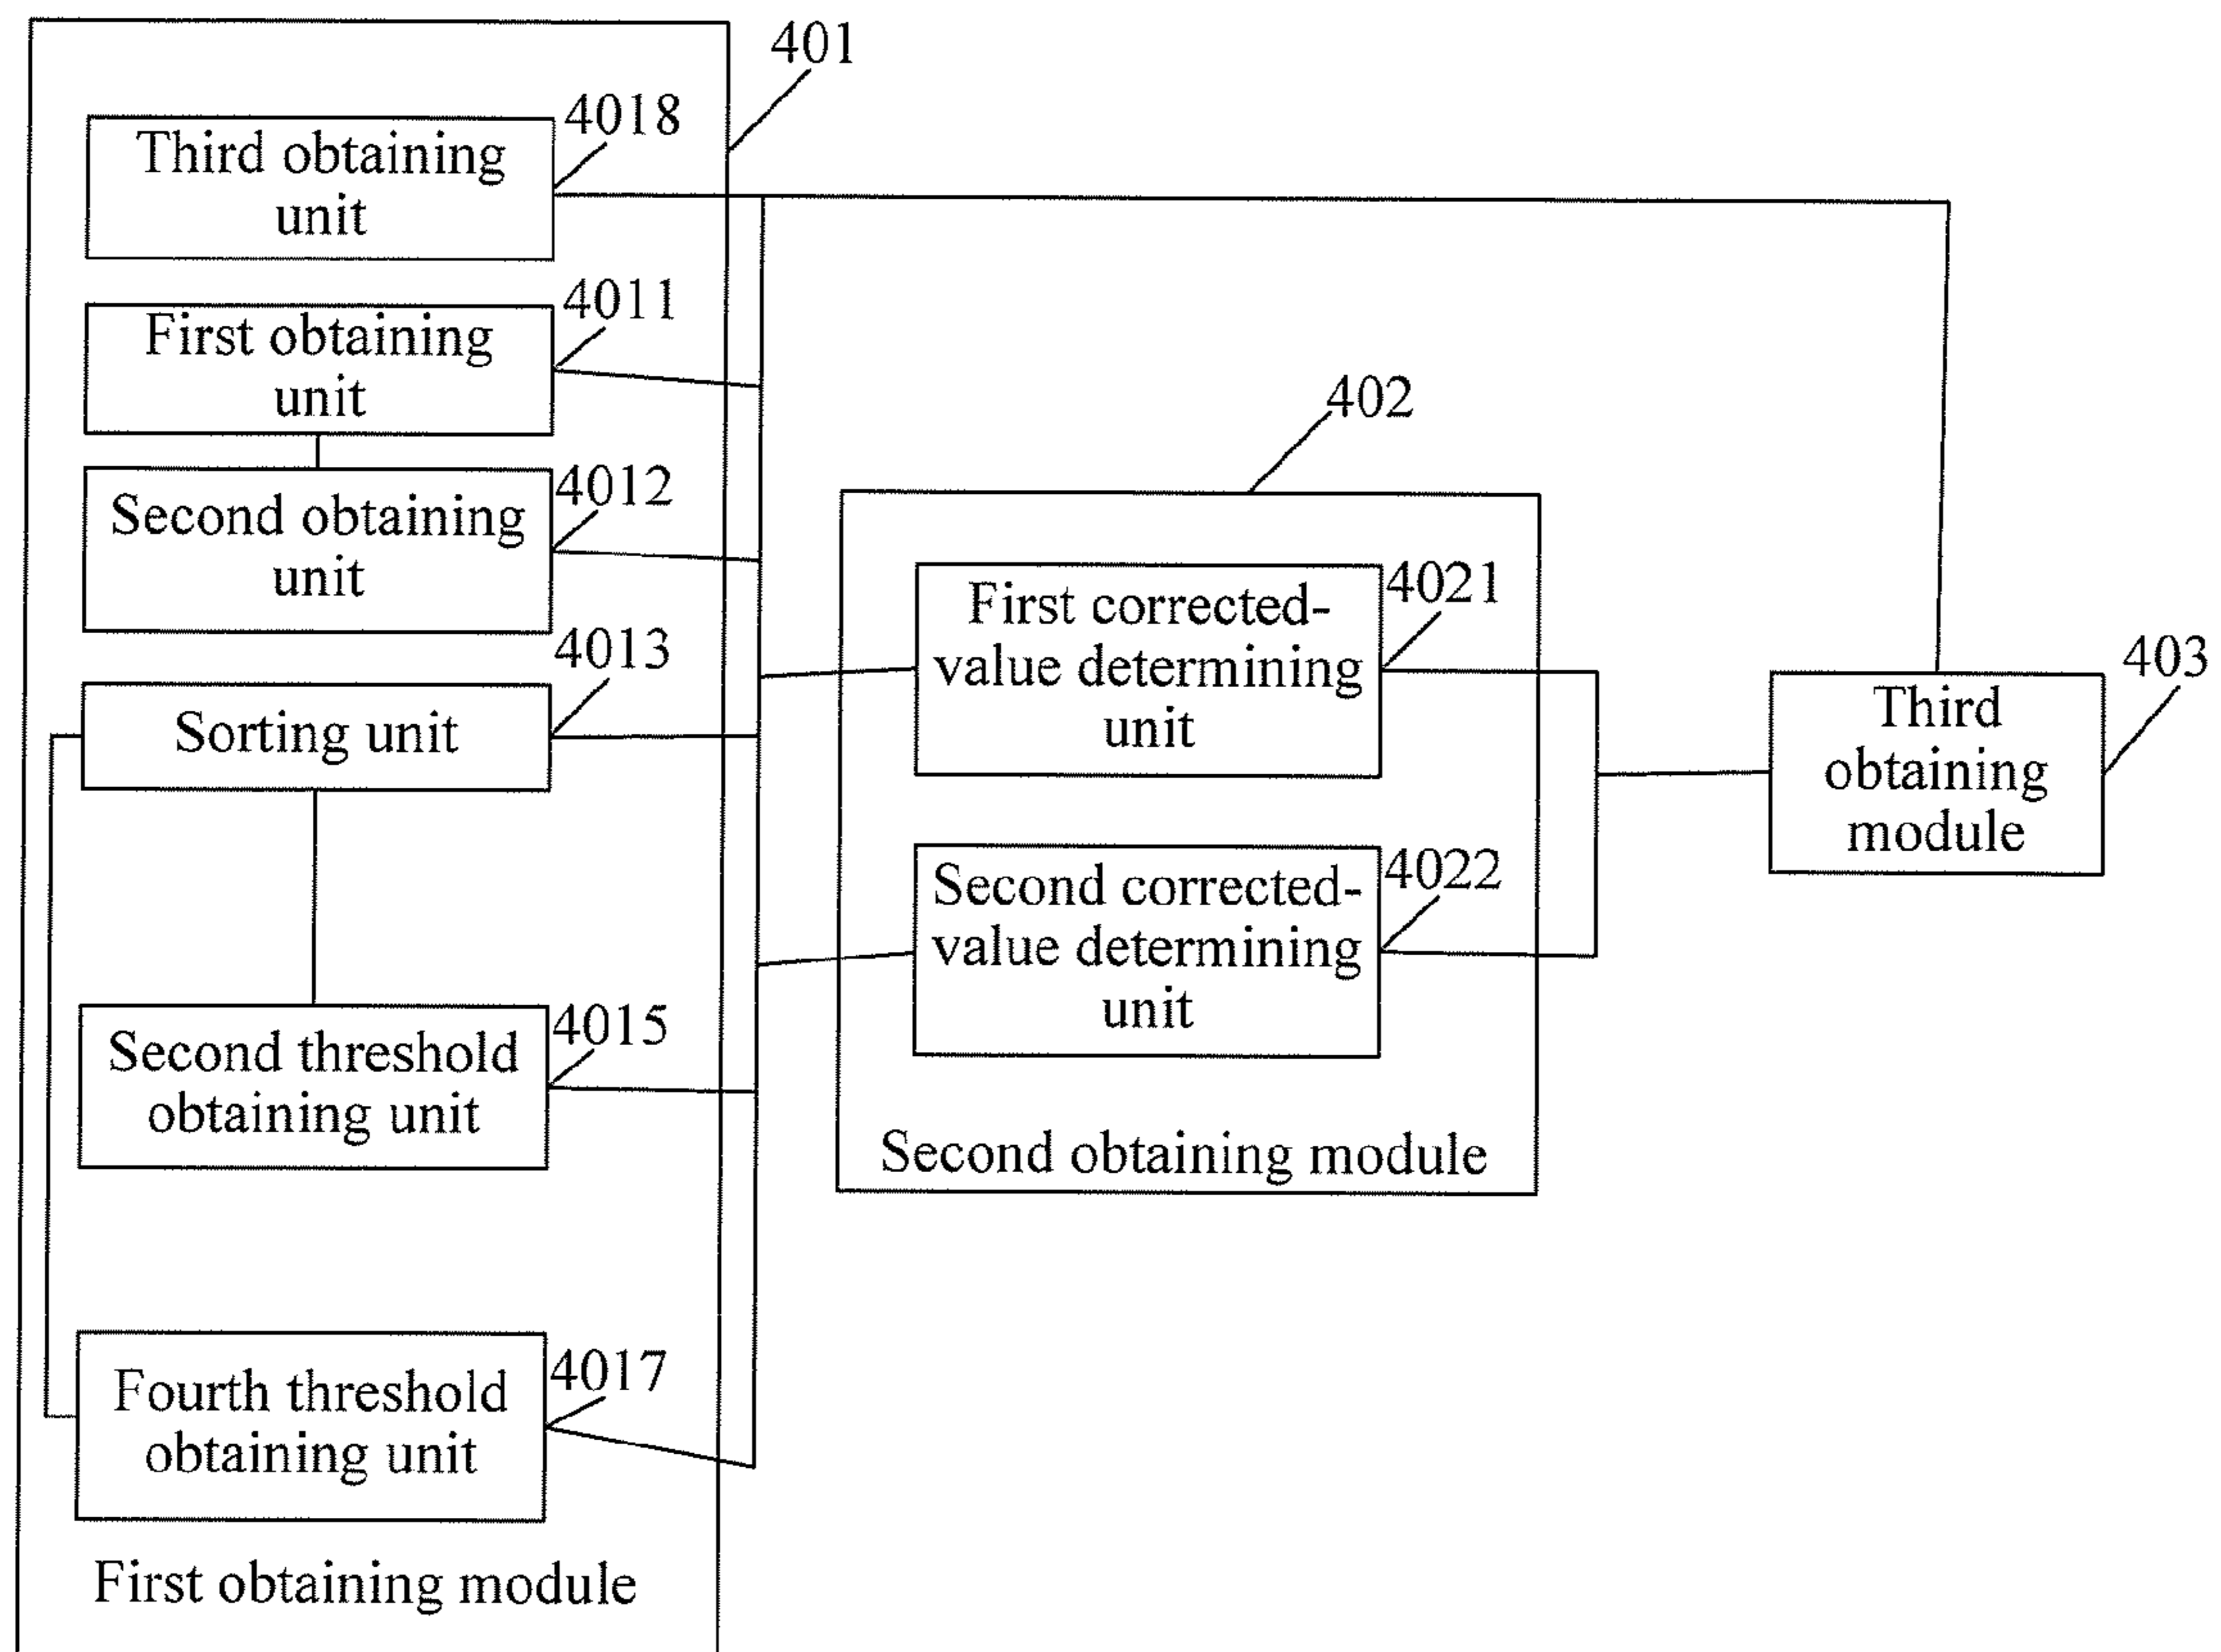 401
4018
Third obtaining
unit
4011
First obtaining
unit
4012
Second obtaining
unit
4013
Sorting unit
4015
Second threshold
obtaining unit
4017
Fourth threshold
obtaining unit
First obtaining module
402
4021
First corrected-
value determining
unit
4022
Second corrected-
value determining
unit
Second obtaining module
403
Third
obtaining
module